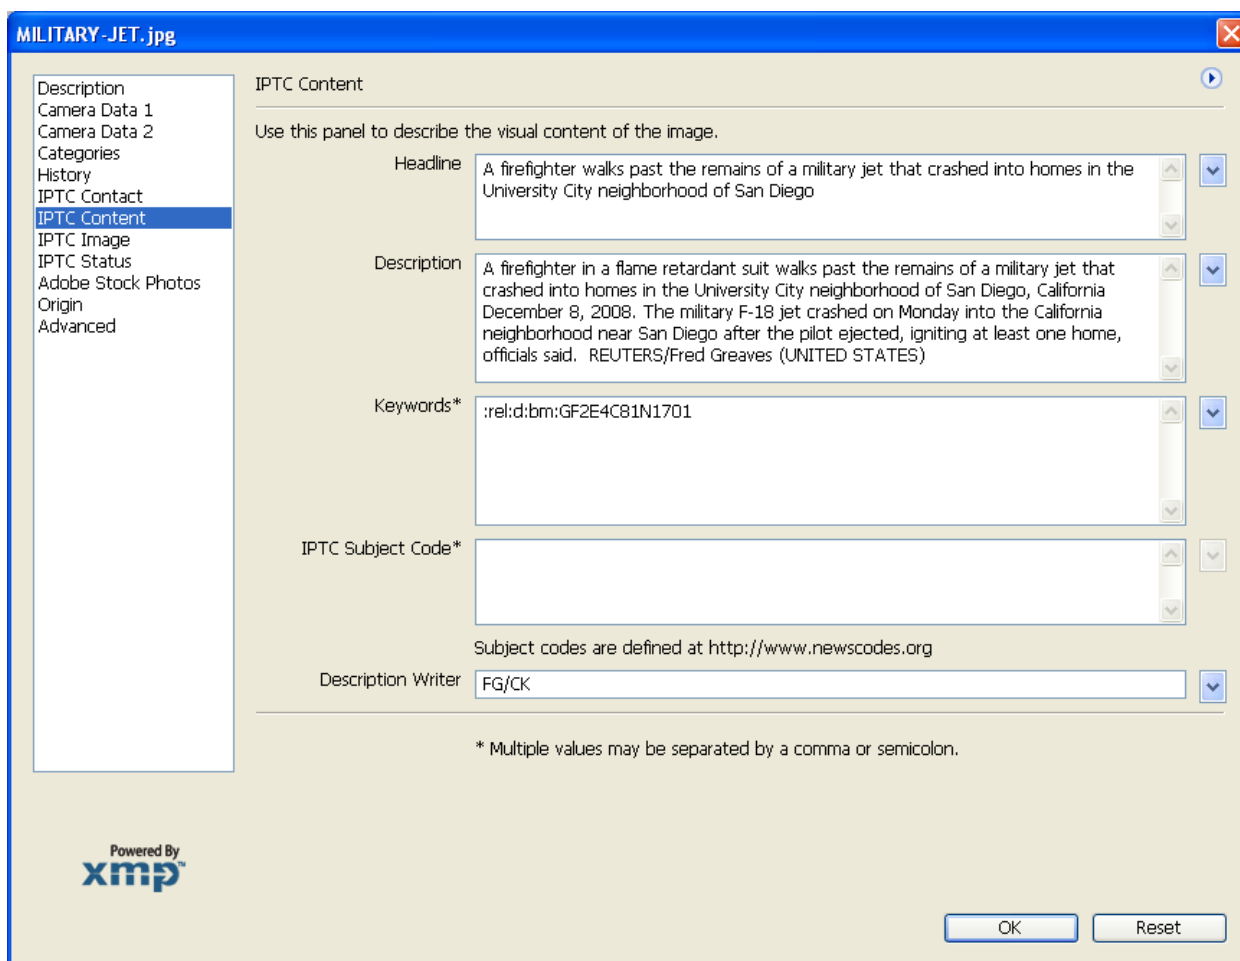 MILITARY-JET.jpg
Description
Camera Data 1
Camera Data 2
Categories
History
IPTC Contact
IPTC Content
IPTC Image
IPTC Status
Adobe Stock Photos
Origin
Advanced
Powered By
xmp™
IPTC Content
Use this panel to describe the visual content of the image.
Headline
A firefighter walks past the remains of a military jet that crashed into homes in the
University City neighborhood of San Diego
Description
A firefighter in a flame retardant suit walks past the remains of a military jet that
crashed into homes in the University City neighborhood of San Diego, California
December 8, 2008. The military F-18 jet crashed on Monday into the California
neighborhood near San Diego after the pilot ejected, igniting at least one home,
officials said.  REUTERS/Fred Greaves (UNITED STATES)
Keywords*
:rel:d:bm:GF2E4C81N1701
IPTC Subject Code*
Subject codes are defined at http://www.newscodes.org
Description Writer
FG/CK
* Multiple values may be separated by a comma or semicolon.
OK
Reset